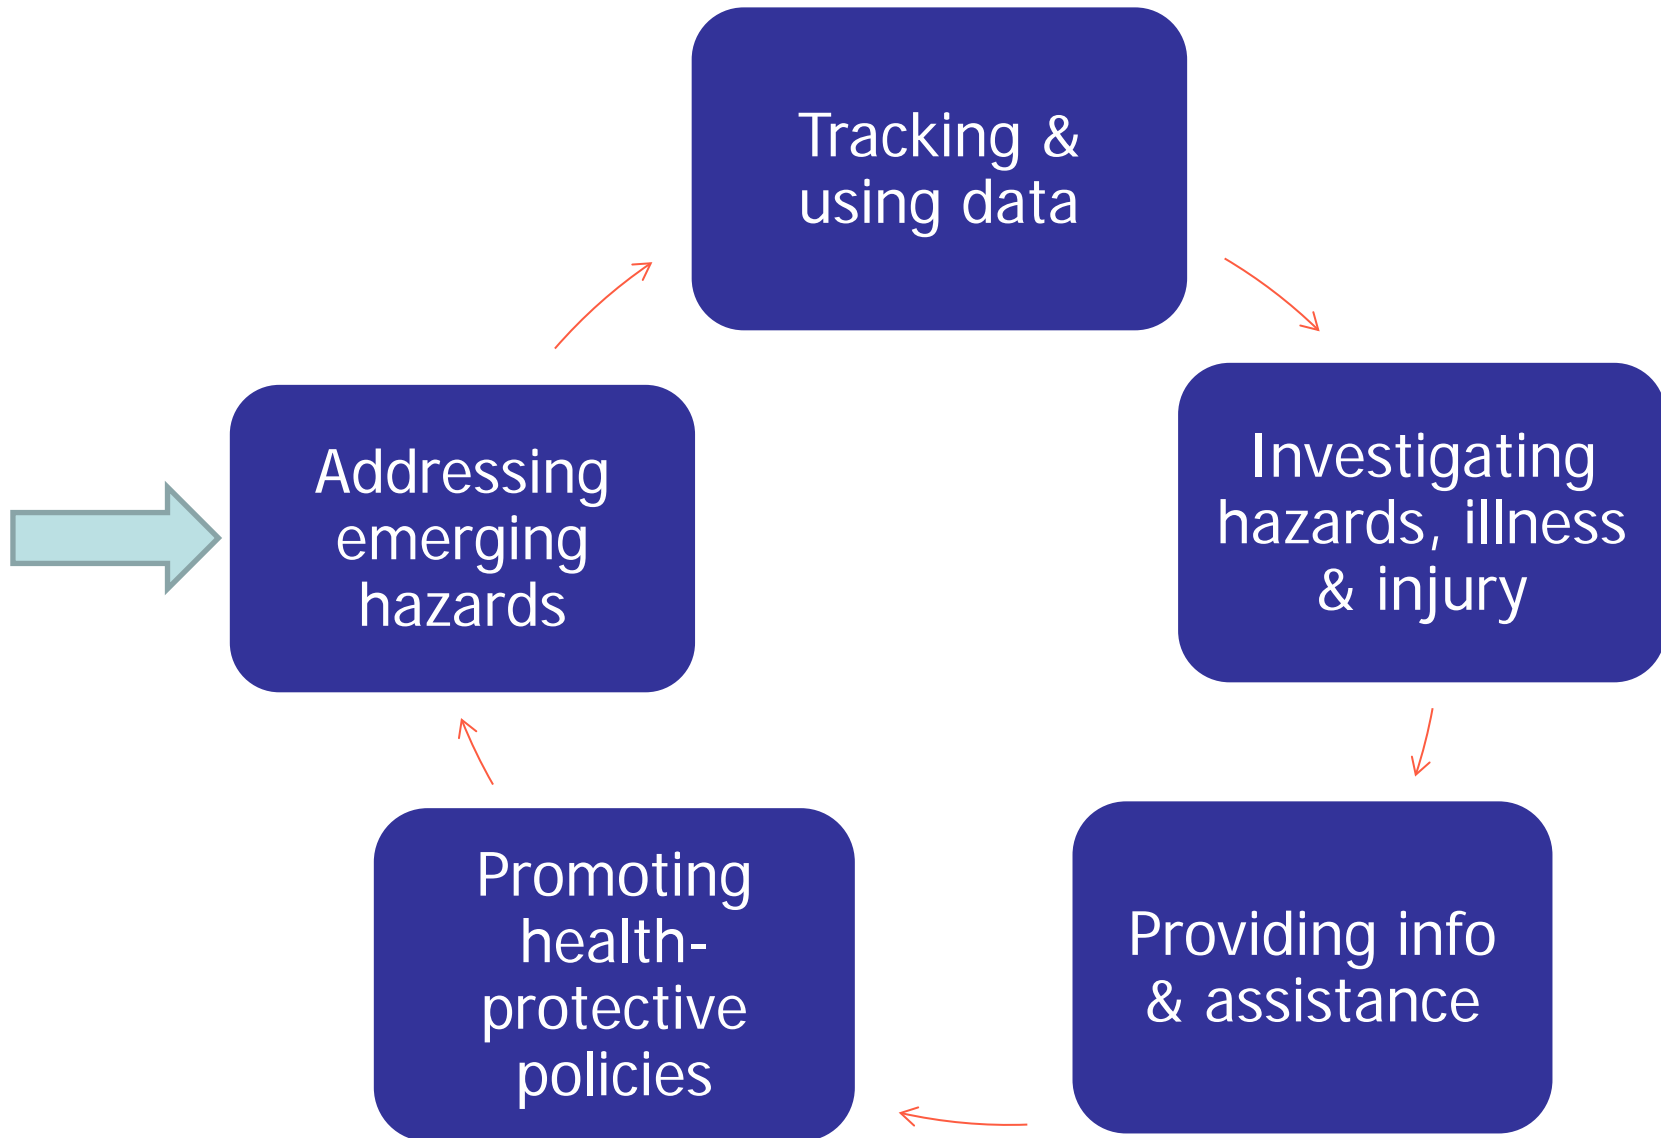 Tracking &
using data
Investigating
hazards, illness
& injury
Providing info
& assistance
Promoting
health-
protective
policies
Addressing
emerging
hazards